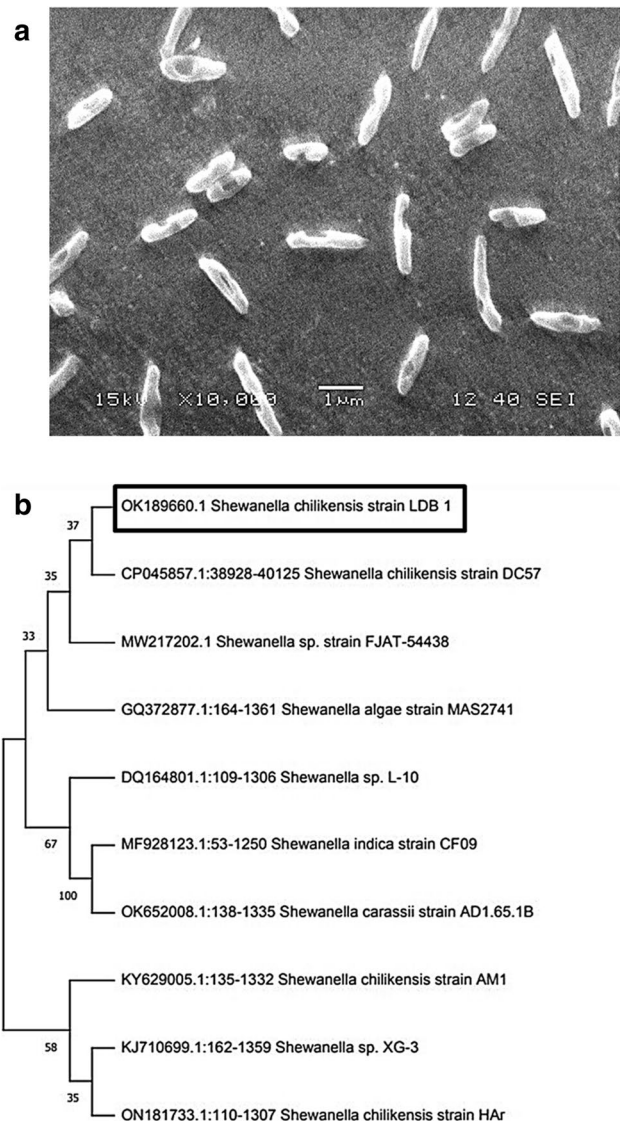 a
15kV X10,000 1μm 12 40 SEI
b
OK189660.1 Shewanella chilikensis strain LDB 1
37
CP045857.1:38928-40125 Shewanella chilikensis strain DC57
35
MW217202.1 Shewanella sp. strain FJAT-54438
33
GQ372877.1:164-1361 Shewanella algae strain MAS2741
DQ164801.1:109-1306 Shewanella sp. L-10
67
MF928123.1:53-1250 Shewanella indica strain CF09
100
OK652008.1:138-1335 Shewanella carassii strain AD1.65.1B
KY629005.1:135-1332 Shewanella chilikensis strain AM1
58
KJ710699.1:162-1359 Shewanella sp. XG-3
35
ON181733.1:110-1307 Shewanella chilikensis strain HAr